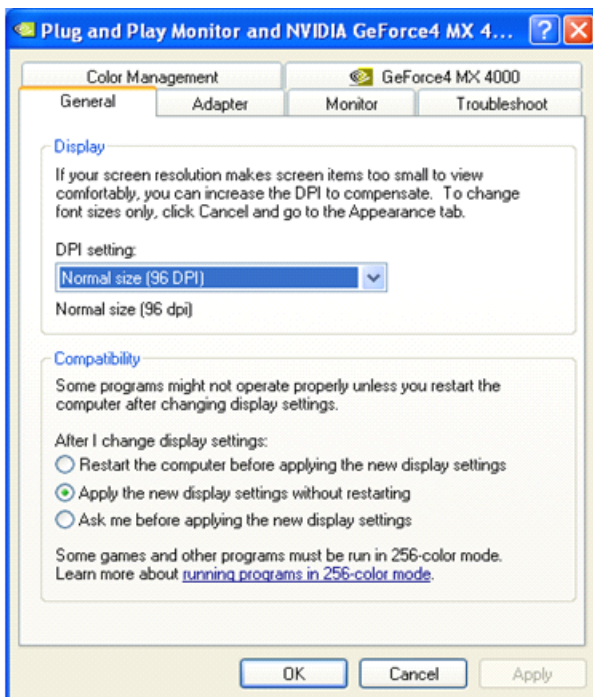 Plug and Play Monitor and NVIDIA GeForce4 MX 4...
Color Management
GeForce4 MX 4000
General
Adapter
Monitor
Troubleshoot
Display
If your screen resolution makes screen items too small to view
comfortably, you can increase the DPI to compensate. To change
font sizes only, click Cancel and go to the Appearance tab.
DPI setting:
Normal size (96 DPI)
Normal size (96 dpi)
Compatibility
Some programs might not operate properly unless you restart the
computer after changing display settings.
After I change display settings:
Restart the computer before applying the new display settings
Apply the new display settings without restarting
Ask me before applying the new display settings
Some games and other programs must be run in 256-color mode.
Learn more about running programs in 256-color mode.
OK
Cancel
Apply